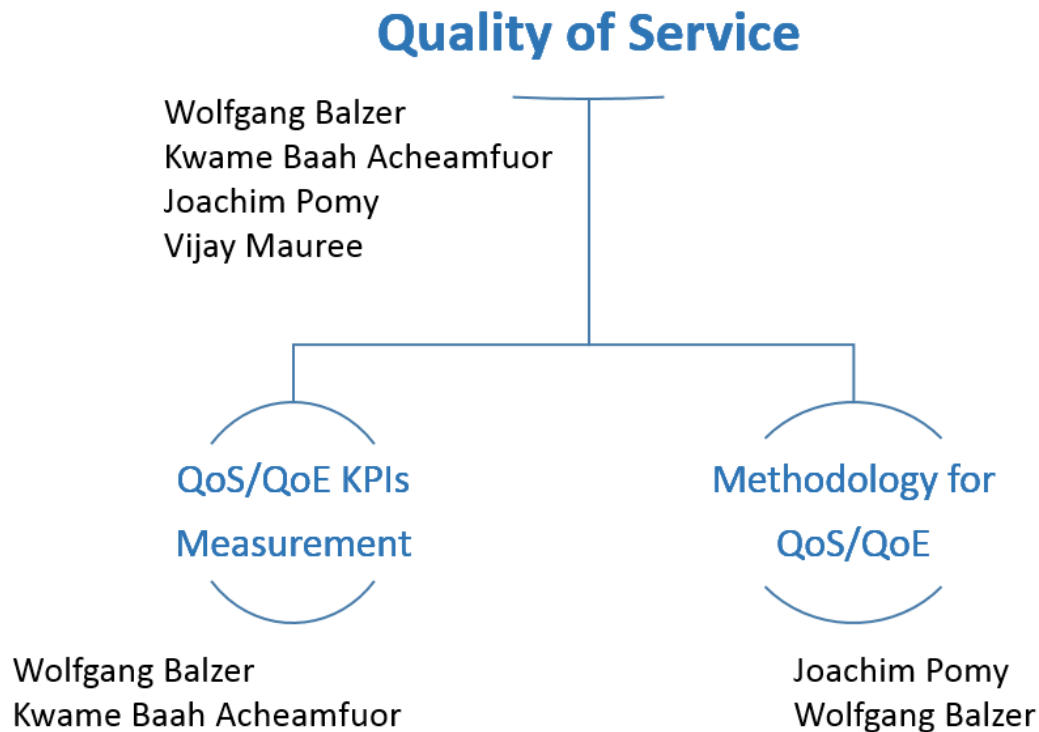 Quality of Service
Wolfgang Balzer
Kwame Baah Acheamfuor
Joachim Pomy
Vijay Mauree
QoS/QoE KPIs
Measurement
Methodology for
QoS/QoE
Wolfgang Balzer
Kwame Baah Acheamfuor
Joachim Pomy
Wolfgang Balzer